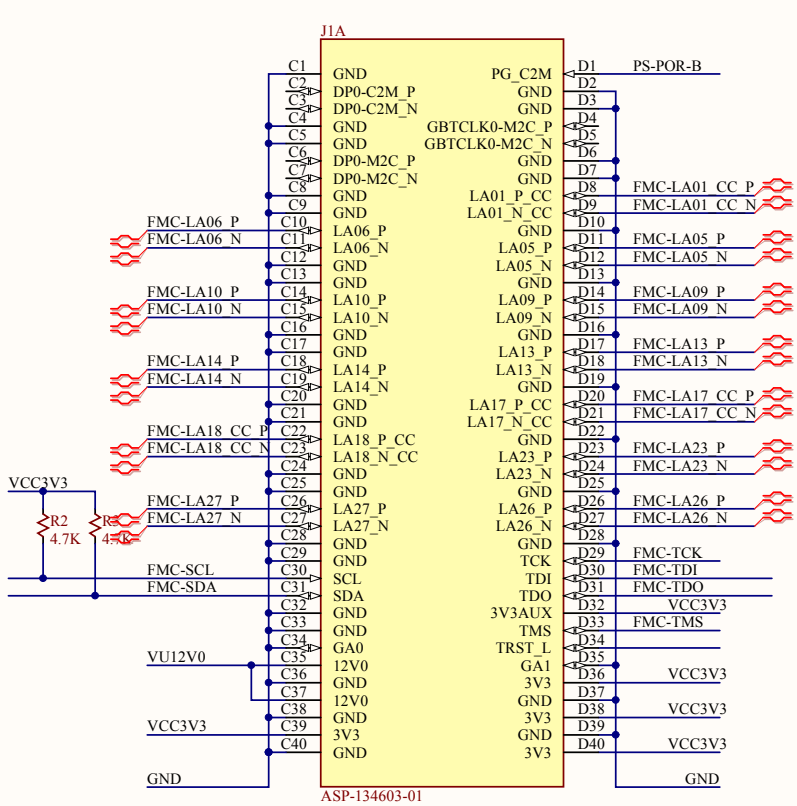 J1A
C1 GND PG_C2M D1 PS-POR-B
C2 DP0-C2M_P GND D2
C3 DP0-C2M_N GND D3
C4 GND GBTCLK0-M2C_P D4
C5 GND GBTCLK0-M2C_N D5
C6 DP0-M2C_P GND D6
C7 DP0-M2C_N GND D7
C8 GND LA01_P_CC D8 FMC-LA01_CC_P
C9 GND LA01_N_CC D9 FMC-LA01_CC_N
FMC-LA06_P C10 LA06_P GND D10
FMC-LA06_N C11 LA06_N LA05_P D11 FMC-LA05_P
C12 GND LA05_N D12 FMC-LA05_N
C13 GND GND D13
FMC-LA10_P C14 LA10_P LA09_P D14 FMC-LA09_P
FMC-LA10_N C15 LA10_N LA09_N D15 FMC-LA09_N
C16 GND GND D16
C17 GND LA13_P D17 FMC-LA13_P
FMC-LA14_P C18 LA14_P LA13_N D18 FMC-LA13_N
FMC-LA14_N C19 LA14_N GND D19
C20 GND LA17_P_CC D20 FMC-LA17_CC_P
C21 GND LA17_N_CC D21 FMC-LA17_CC_N
FMC-LA18_CC_P C22 LA18_P_CC GND D22
FMC-LA18_CC_N C23 LA18_N_CC LA23_P D23 FMC-LA23_P
C24 GND LA23_N D24 FMC-LA23_N
VCC3V3 C25 GND GND D25
FMC-LA27_P C26 LA27_P LA26_P D26 FMC-LA26_P
R2 FMC-LA27_N C27 LA27_N LA26_N D27 FMC-LA26_N
4.7K 4.7K C28 GND GND D28
C29 GND TCK D29 FMC-TCK
FMC-SCL C30 SCL TDI D30 FMC-TDI
FMC-SDA C31 SDA TDO D31 FMC-TDO
C32 GND 3V3AUX D32 VCC3V3
C33 GND TMS D33 FMC-TMS
C34 GA0 TRST_L D34
VU12V0 C35 12V0 GA1 D35
C36 GND 3V3 D36 VCC3V3
C37 12V0 GND D37
C38 GND 3V3 D38 VCC3V3
VCC3V3 C39 3V3 GND D39
C40 GND 3V3 D40 VCC3V3
GND GND
ASP-134603-01